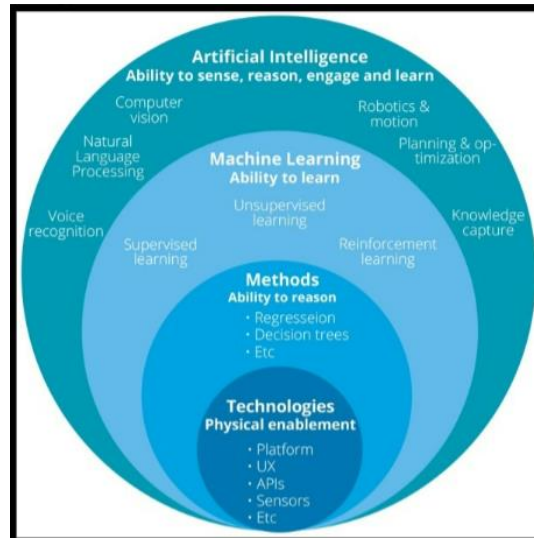 Artificial Intelligence
Ability to sense, reason, engage and learn
Computer
vision
Natural
Language
Processing
Voice
recognition
Robotics &
motion
Planning & op-
timization
Knowledge
capture
Machine Learning
Ability to learn
Supervised
learning
Unsupervised
learning
Reinforcement
learning
Methods
Ability to reason
· Regresseion
· Decision trees
· Etc
Technologies
Physical enablement
· Platform
· UX
· APIs
· Sensors
· Etc